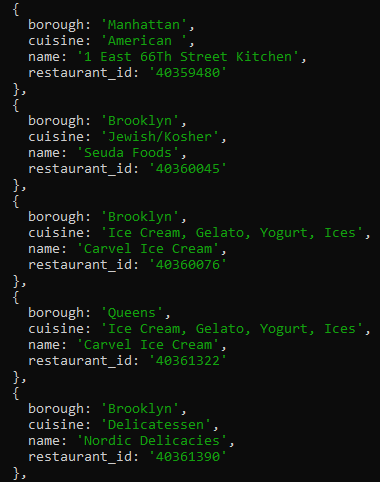 {
borough: 'Manhattan',
cuisine: 'American ',
name: '1 East 66Th Street Kitchen',
restaurant_id: '40359480'
},
{
borough: 'Brooklyn',
cuisine: 'Jewish/Kosher',
name: 'Seuda Foods',
restaurant_id: '40360045'
},
{
borough: 'Brooklyn',
cuisine: 'Ice Cream, Gelato, Yogurt, Ices',
name: 'Carvel Ice Cream',
restaurant_id: '40360076'
},
{
borough: 'Queens',
cuisine: 'Ice Cream, Gelato, Yogurt, Ices',
name: 'Carvel Ice Cream',
restaurant_id: '40361322'
},
{
borough: 'Brooklyn',
cuisine: 'Delicatessen',
name: 'Nordic Delicacies',
restaurant_id: '40361390'
},